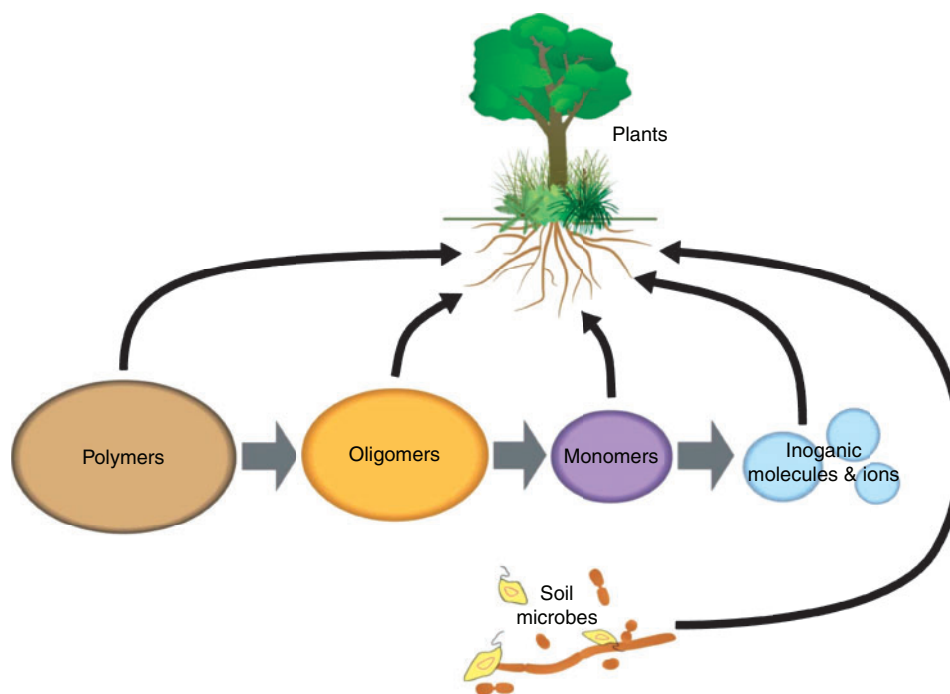 Plants
Polymers
Oligomers
Monomers
Inoganic
molecules & ions
Soil
microbes